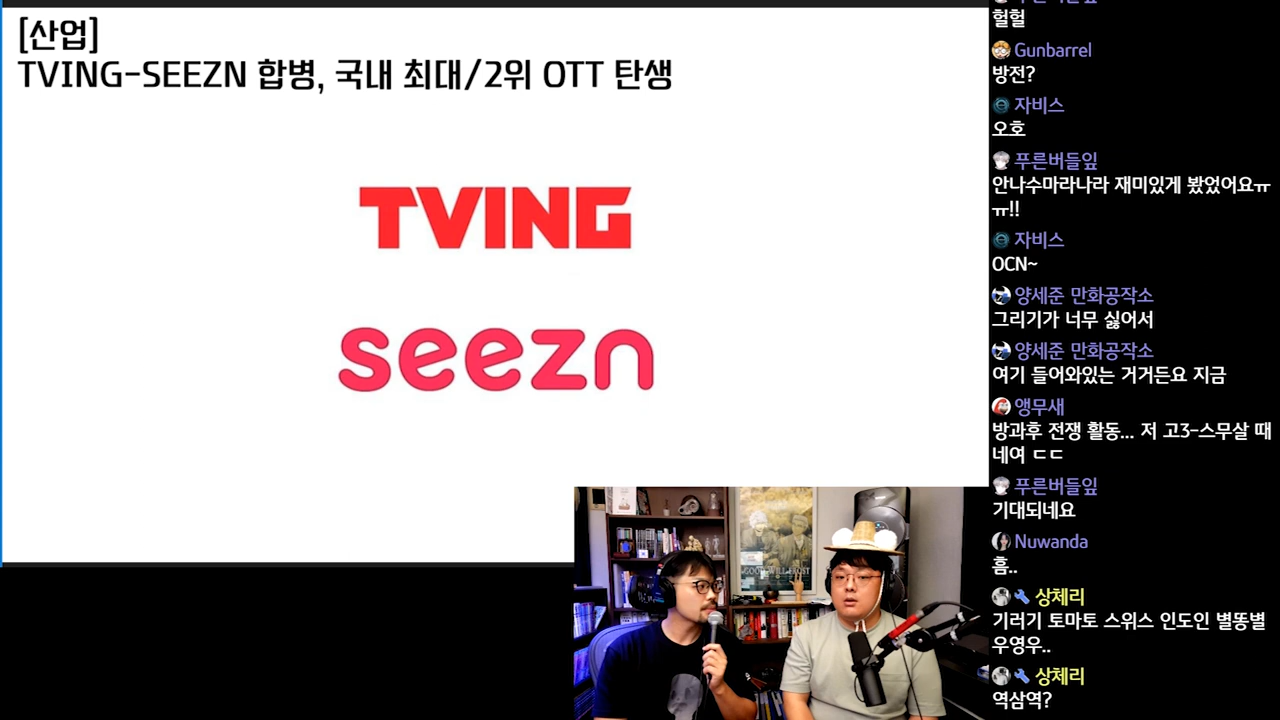 [산업]
TVING-SEEZN 합병, 국내 최대/2위 OTT 탄생
TVING
seezn
헐헐
Gunbarrel
방전?
자비스
오호
푸른버들잎
안나수마라나라 재미있게 봤었어요ㅠ
ㅠ!!
자비스
OCN~
양세준 만화공작소
그리기가 너무 싫어서
양세준 만화공작소
여기 들어와있는 거거든요 지금
앵무새
방과후 전쟁 활동... 저 고3-스무살 때
네여 ㄷㄷ
푸른버들잎
기대되네요
Nuwanda
흠..
상체리
기러기 토마토 스위스 인도인 별똥별
우영우..
상체리
역삼역?
GOOD WILL HUNTING